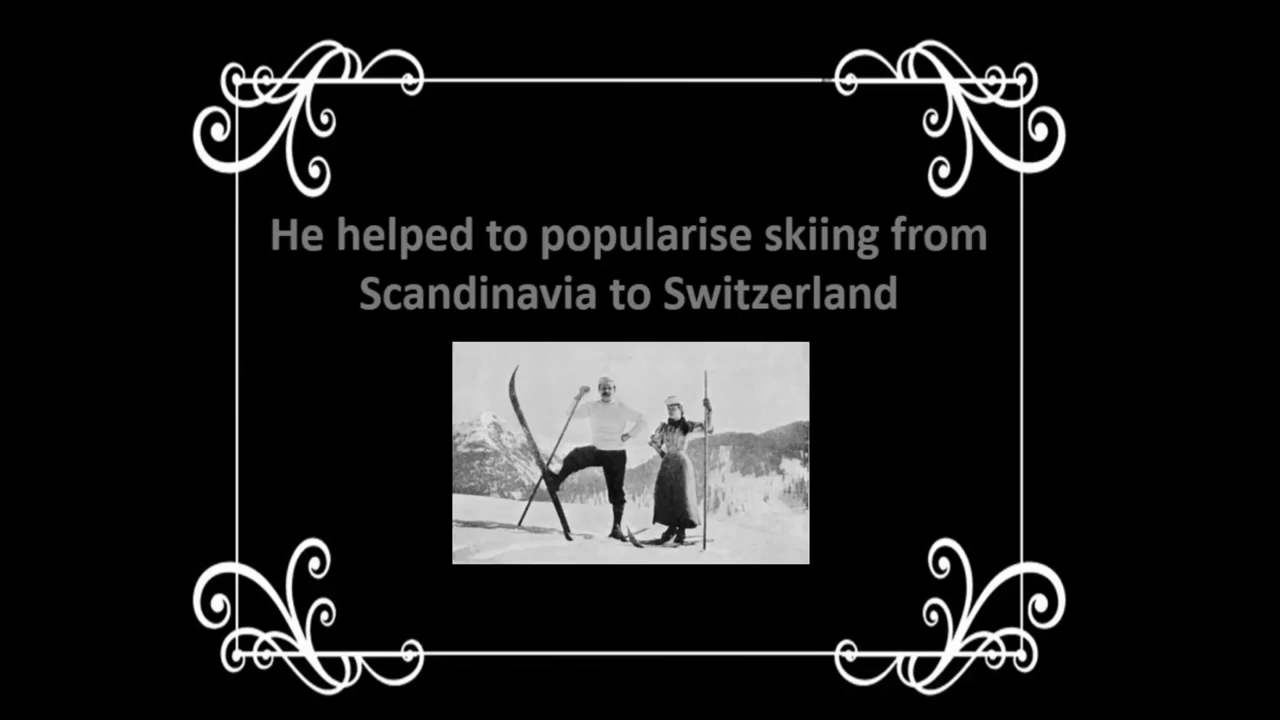 He helped to popularise skiing from
Scandinavia to Switzerland